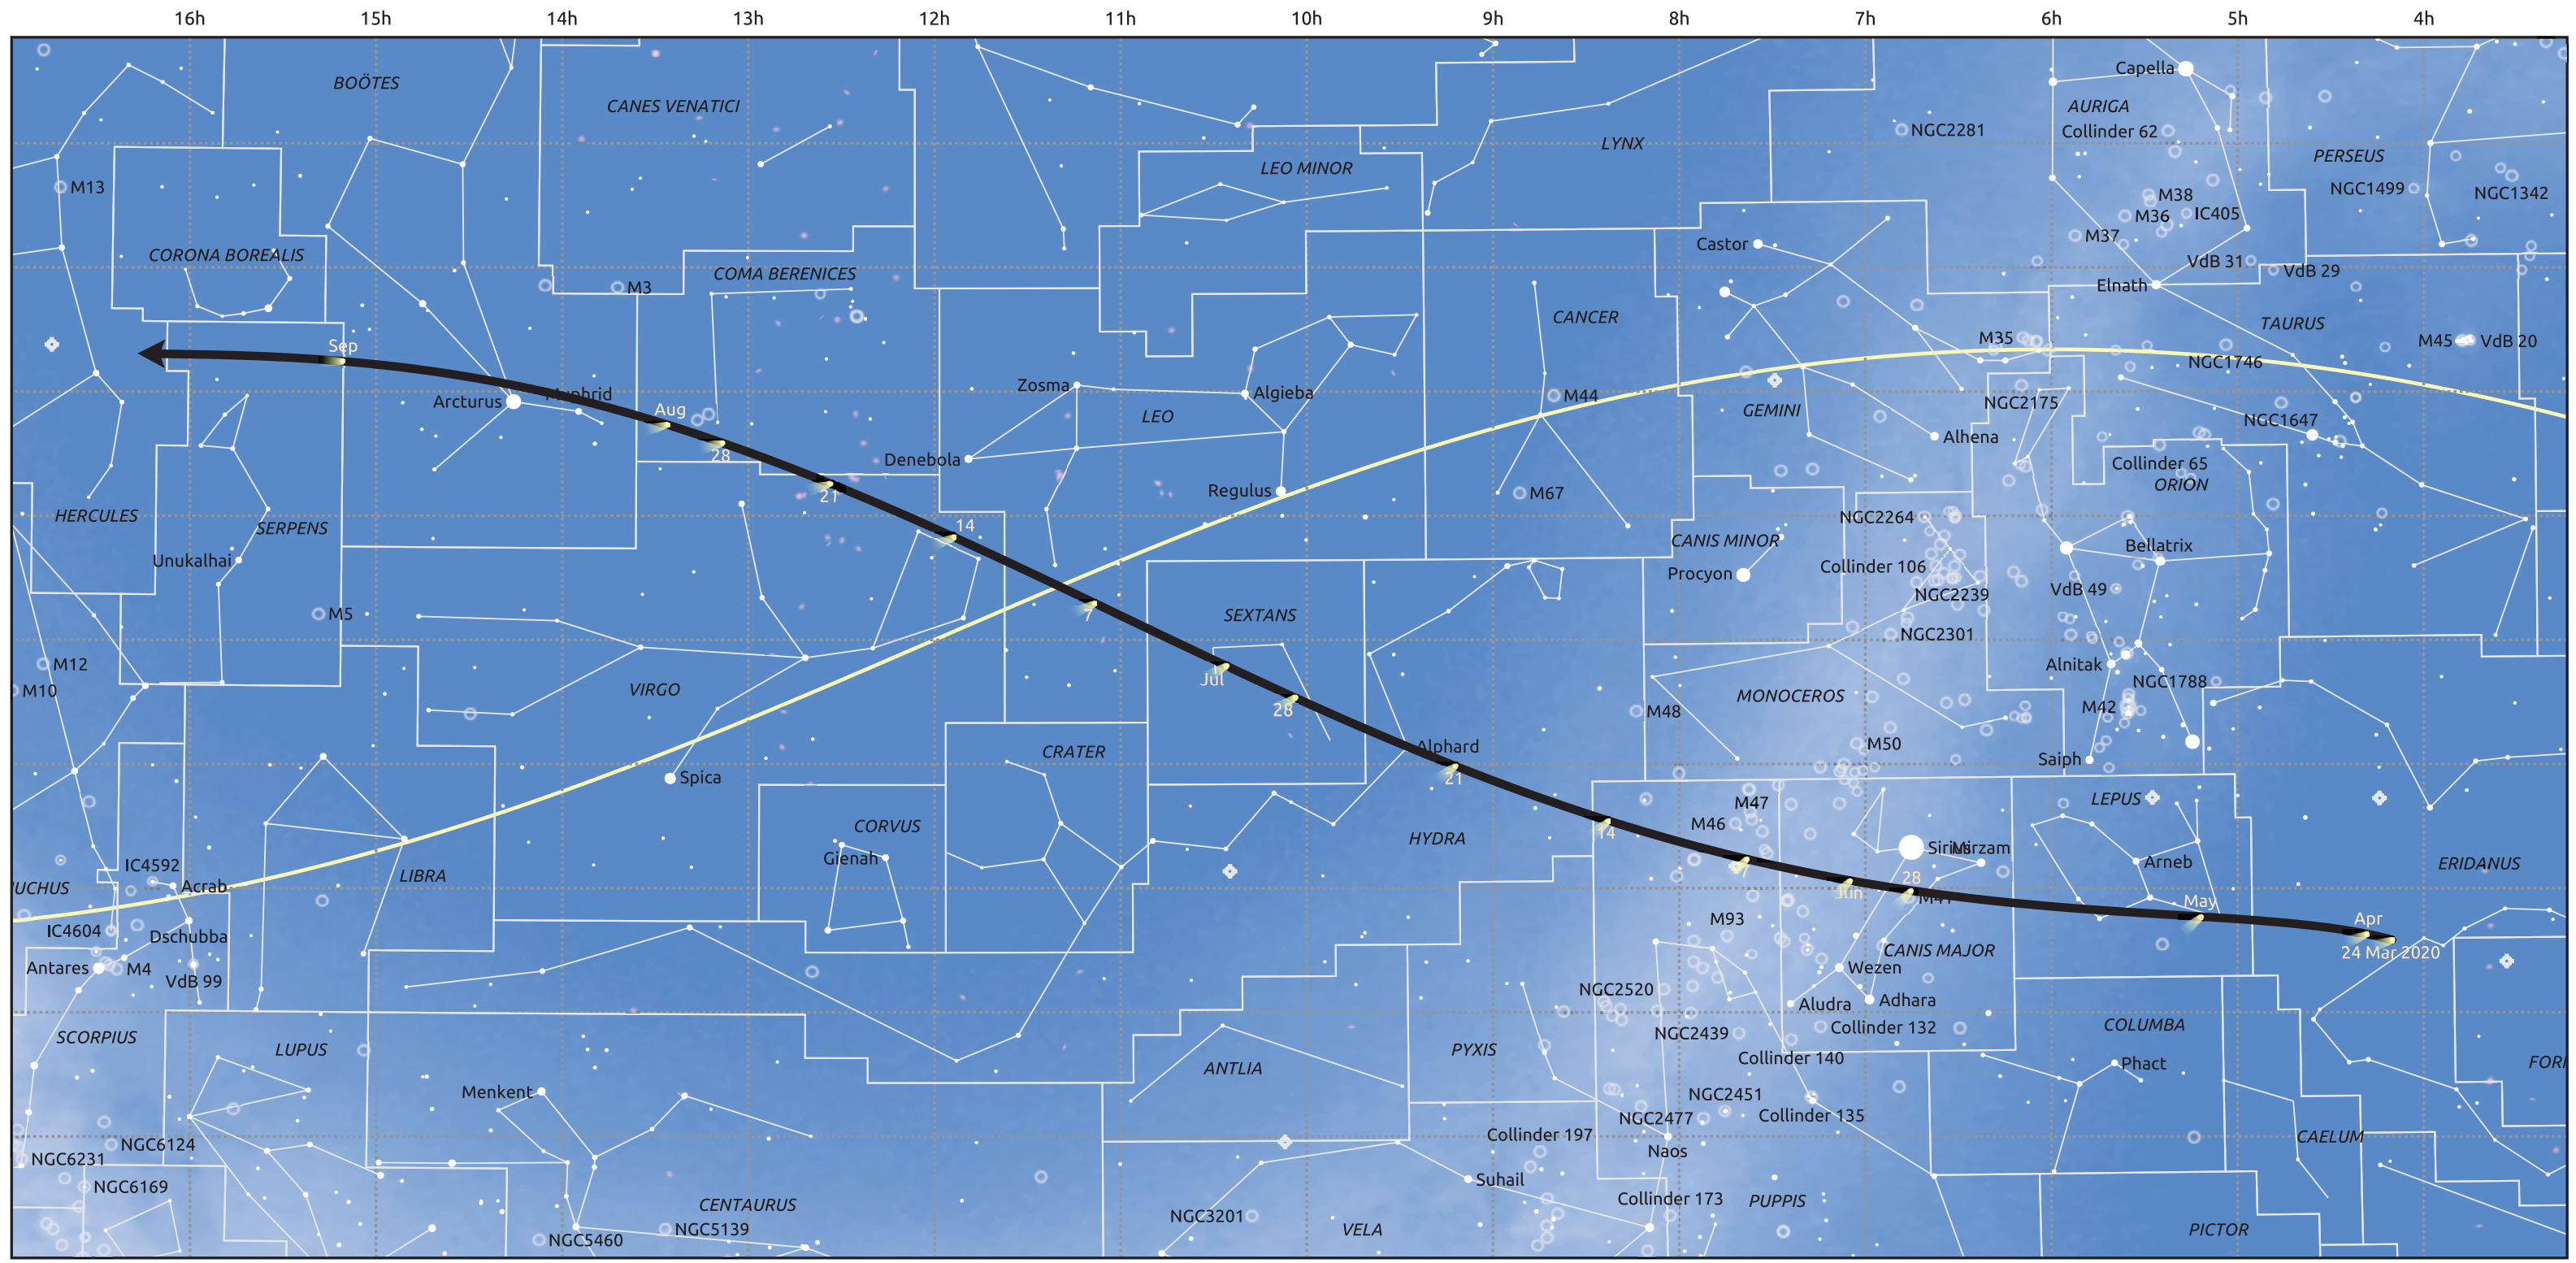 16h 15h 14h 13h 12h 11h 10h 9h 8h 7h 6h 5h 4h
Capella
BOÖTES
CANES VENATICI
AURIGA
Collinder 62
NGC2281
LYNX
PERSEUS
LEO MINOR
M13
NGC1499
NGC1342
M38
M36
IC405
M37
Castor
CORONA BOREALIS
COMA BERENICES
VdB 31
VdB 29
M3
Elnath
CANCER
TAURUS
M35
M45
VdB 20
Sep
NGC1746
Zosma
Algieba
Muphrid
M44
Arcturus
NGC2175
Aug
GEMINI
LEO
NGC1647
Alhena
28
Denebola
Collinder 65
ORION
Regulus
M67
21
HERCULES
SERPENS
NGC2264
14
CANIS MINOR
Bellatrix
Unukalhai
Collinder 106
Procyon
VdB 49
NGC2239
M5
7
SEXTANS
NGC2301
M12
Alnitak
Jul
NGC1788
M10
VIRGO
MONOCEROS
28
M48
M42
Alphard
M50
CRATER
Saiph
Spica
21
LEPUS
M47
M46
CORVUS
14
HYDRA
Sirius
Mirzam
Gienah
Arneb
ERIDANUS
IC4592
7
LIBRA
28
UCHUS
Acrab
Jun
M41
May
Apr
M93
IC4604
Dschubba
CANIS MAJOR
24 Mar 2020
Antares
M4
Wezen
VdB 99
NGC2520
Adhara
Aludra
COLUMBA
Collinder 132
NGC2439
SCORPIUS
LUPUS
PYXIS
Collinder 140
FORI
Phact
ANTLIA
Menkent
NGC2451
Collinder 135
NGC2477
Collinder 197
CAELUM
NGC6124
Naos
NGC6231
Suhail
NGC6169
Collinder 173
PUPPIS
CENTAURUS
NGC3201
NGC5139
VELA
PICTOR
NGC5460